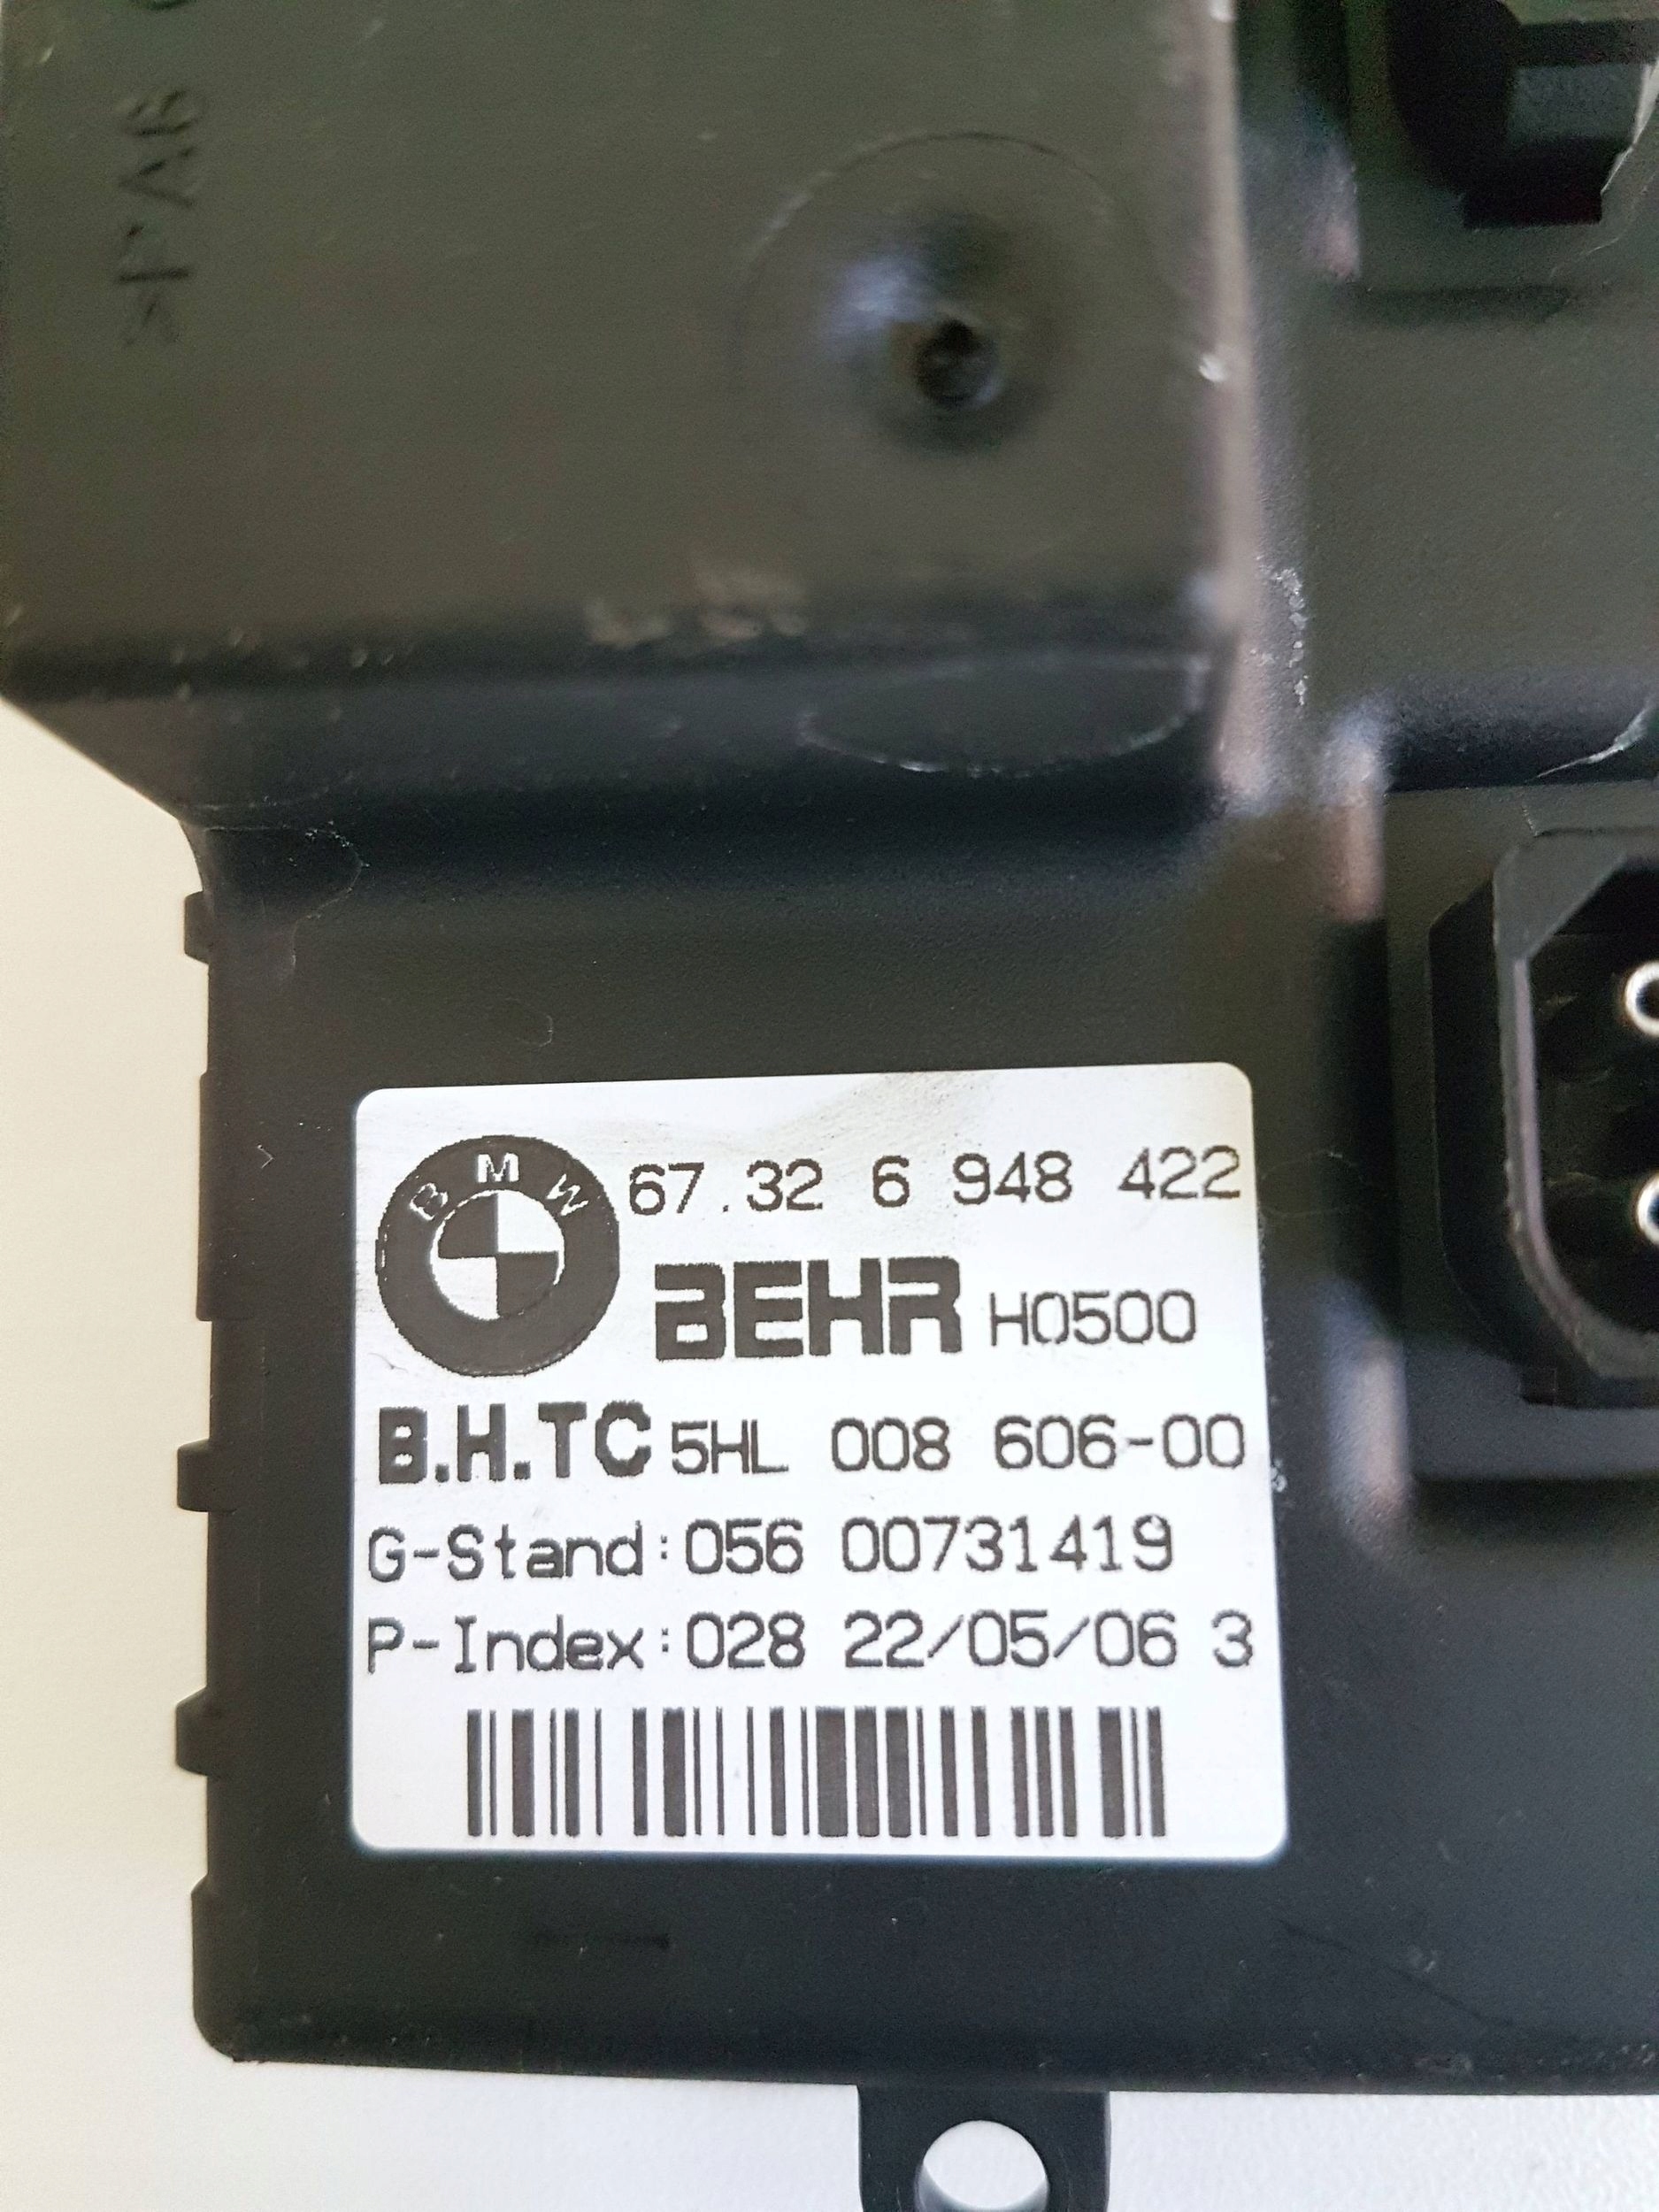 BMW 67.32 6 948 422
BEHR H0500
B.H.TC 5HL 008 606-00
G-Stand:056 00731419
P-Index:028 22/05/06 3